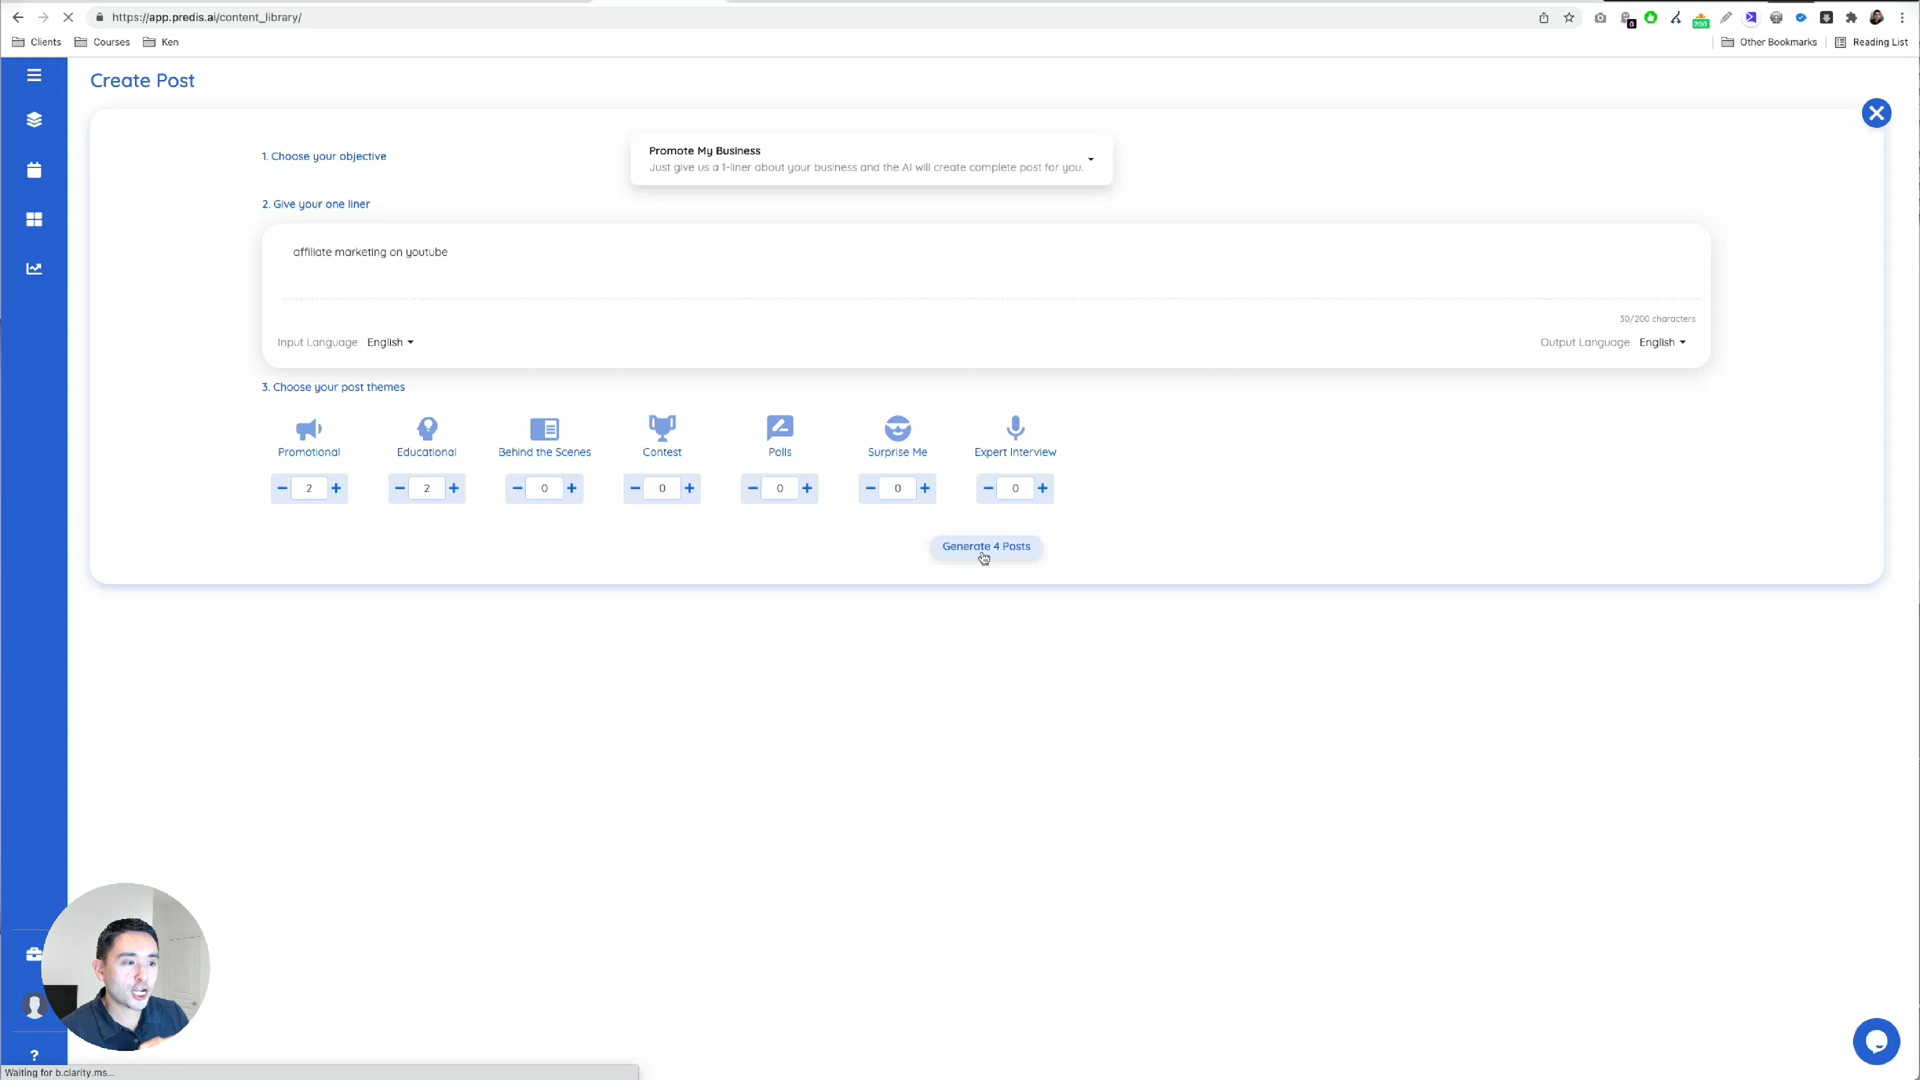 https://app.predis.ai/content_library/
Clients
Courses
Ken
Other Bookmarks
Reading List
Create Post
1. Choose your objective
Promote My Business
Just give us a 1-liner about your business and the AI will create complete post for you.
2. Give your one liner
affiliate marketing on youtube
30/200 characters
Input Language English
Output Language English
3. Choose your post themes
Promotional
Educational
Behind the Scenes
Contest
Polls
Surprise Me
Expert Interview
− 2 +
− 2 +
− 0 +
− 0 +
− 0 +
− 0 +
− 0 +
Generate 4 Posts
?
Waiting for b.clarity.ms...